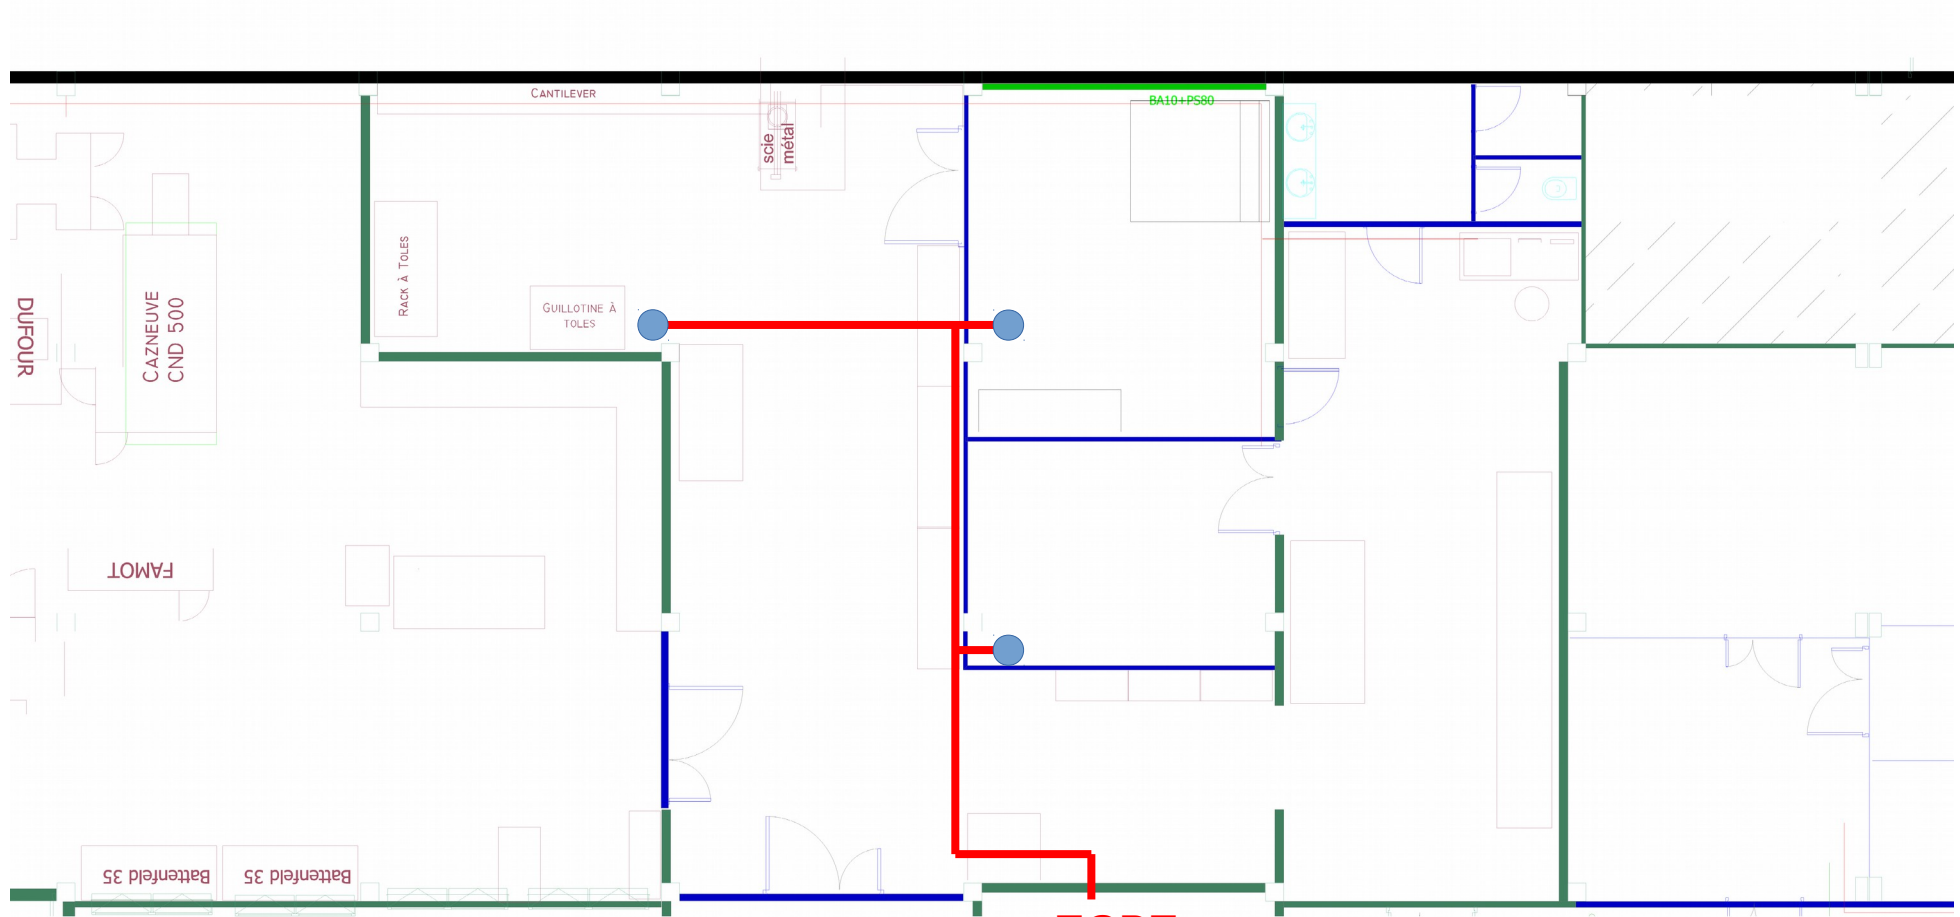 CANTILEVER
BA10+PS80
scie
métal
RACK À TOLES
GUILLOTINE À
TOLES
DUFOUR
CAZNEUVE
CND 500
FAMOT
Battenfeld 35
Battenfeld 35